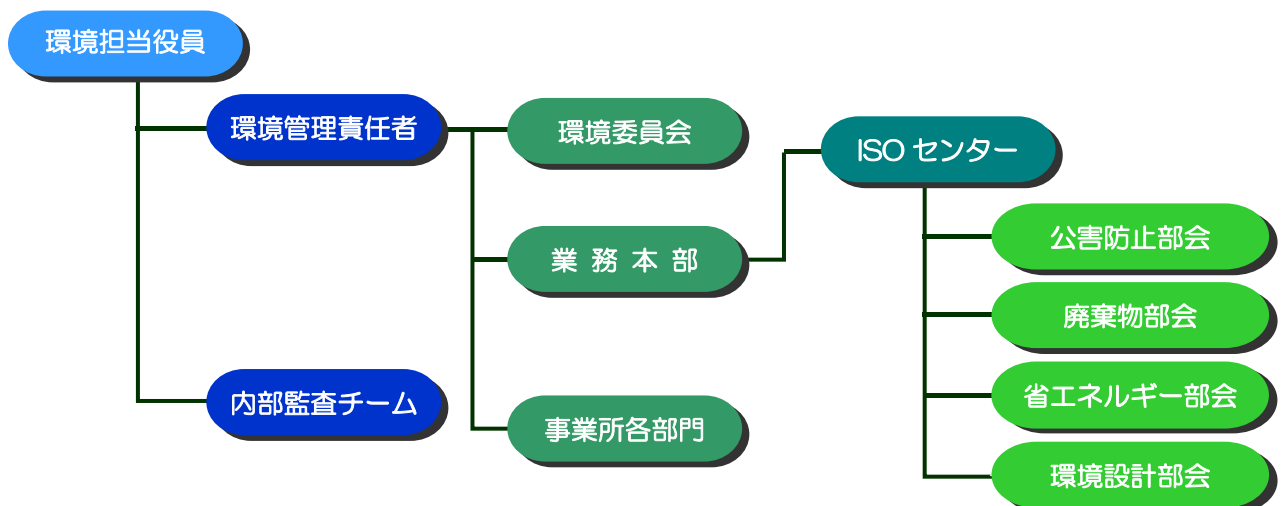 環境担当役員
環境管理責任者
環境委員会
ISO センター
公害防止部会
業 務 本 部
廃棄物部会
省エネルギー部会
内部監査チーム
事業所各部門
環境設計部会